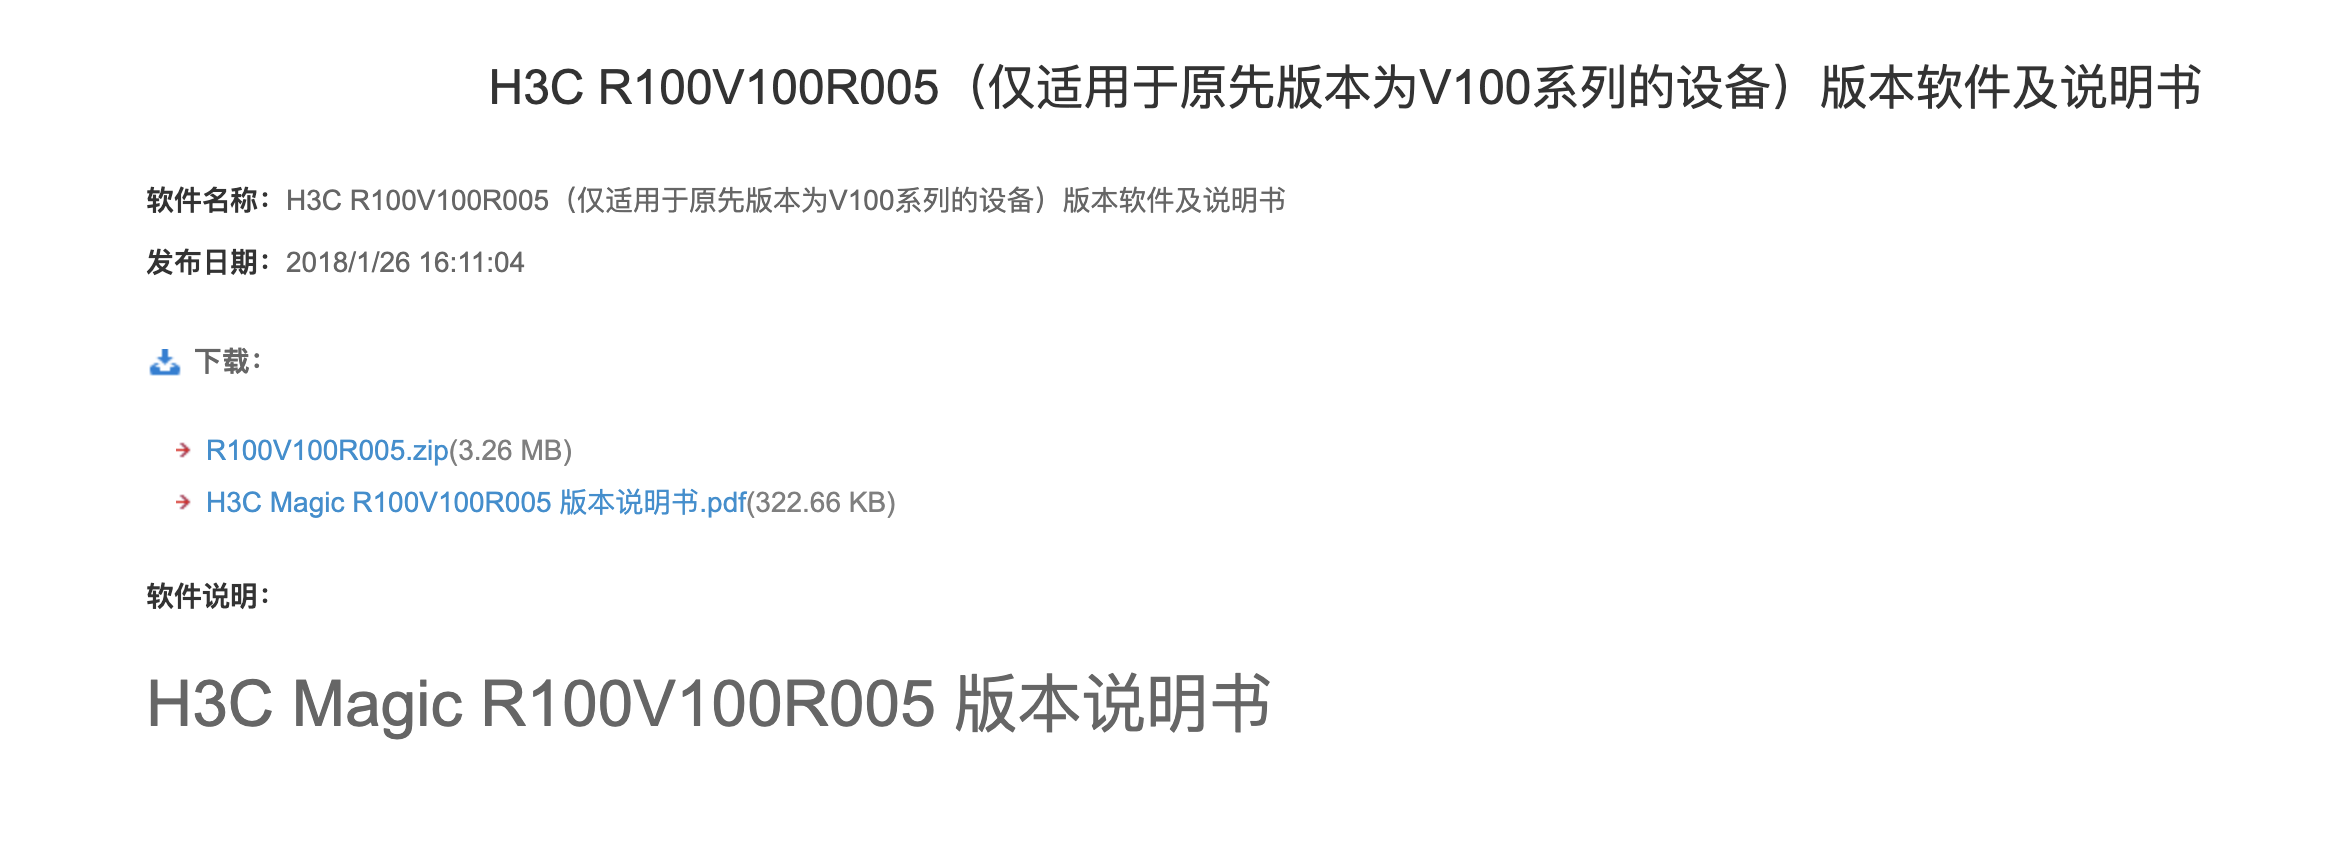 H3C R100V100R005（仅适用于原先版本为V100系列的设备）版本软件及说明书
软件名称：H3C R100V100R005（仅适用于原先版本为V100系列的设备）版本软件及说明书
发布日期：2018/1/26 16:11:04
下载：
R100V100R005.zip(3.26 MB)
H3C Magic R100V100R005 版本说明书.pdf(322.66 KB)
软件说明：
H3C Magic R100V100R005 版本说明书